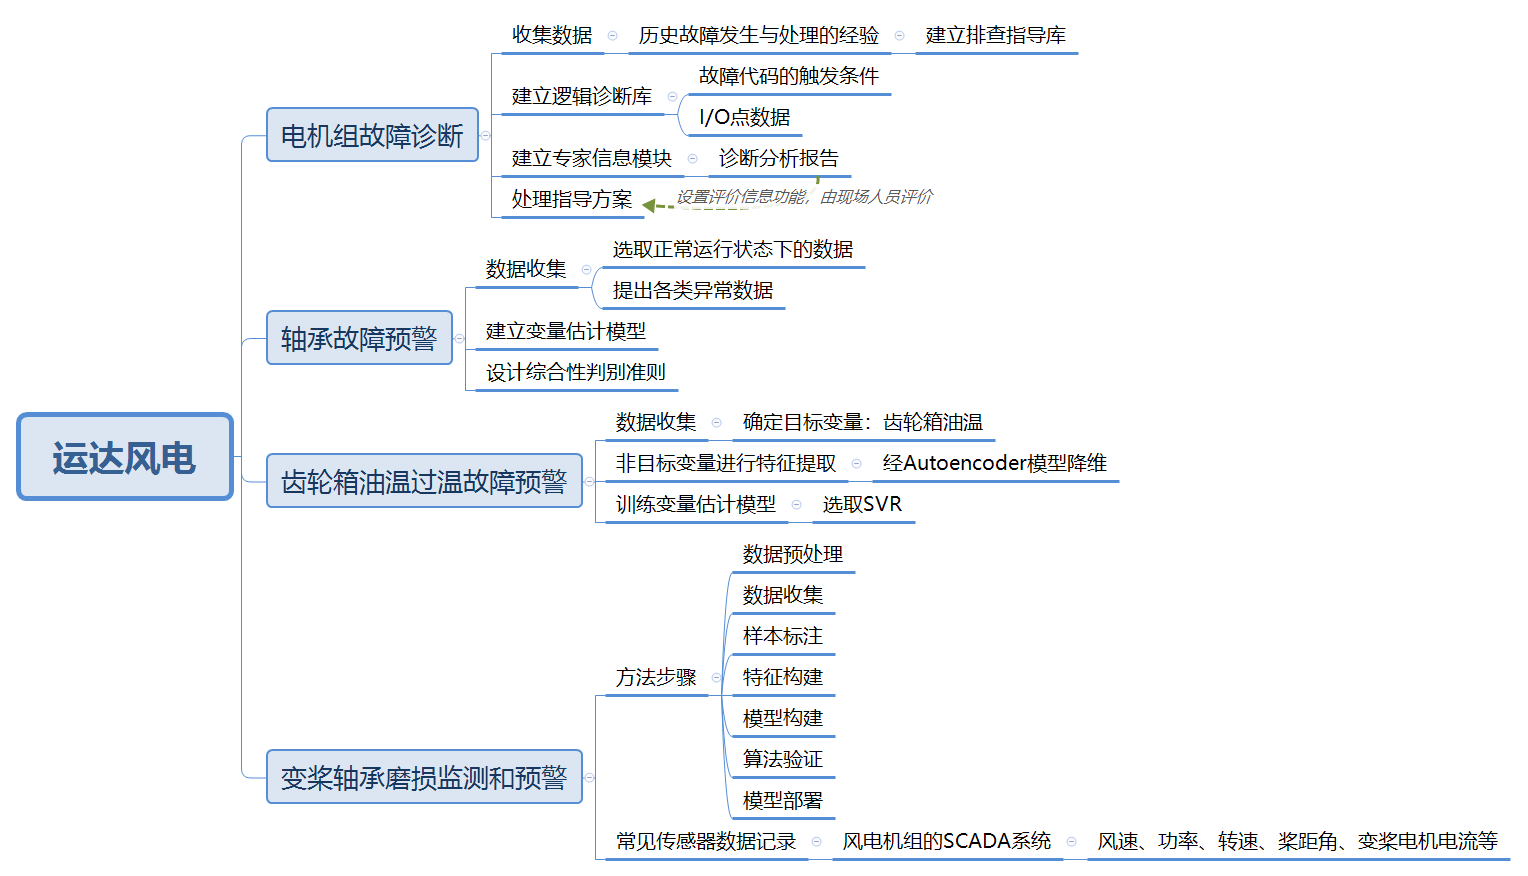 运达风电
电机组故障诊断
收集数据
历史故障发生与处理的经验
建立排查指导库
建立逻辑诊断库
故障代码的触发条件
I/O点数据
建立专家信息模块
诊断分析报告
处理指导方案
设置评价信息功能，由现场人员评价
轴承故障预警
数据收集
选取正常运行状态下的数据
提出各类异常数据
建立变量估计模型
设计综合性判别准则
齿轮箱油温过温故障预警
数据收集
确定目标变量：齿轮箱油温
非目标变量进行特征提取
经Autoencoder模型降维
训练变量估计模型
选取SVR
变桨轴承磨损监测和预警
方法步骤
数据预处理
数据收集
样本标注
特征构建
模型构建
算法验证
模型部署
常见传感器数据记录
风电机组的SCADA系统
风速、功率、转速、桨距角、变桨电机电流等